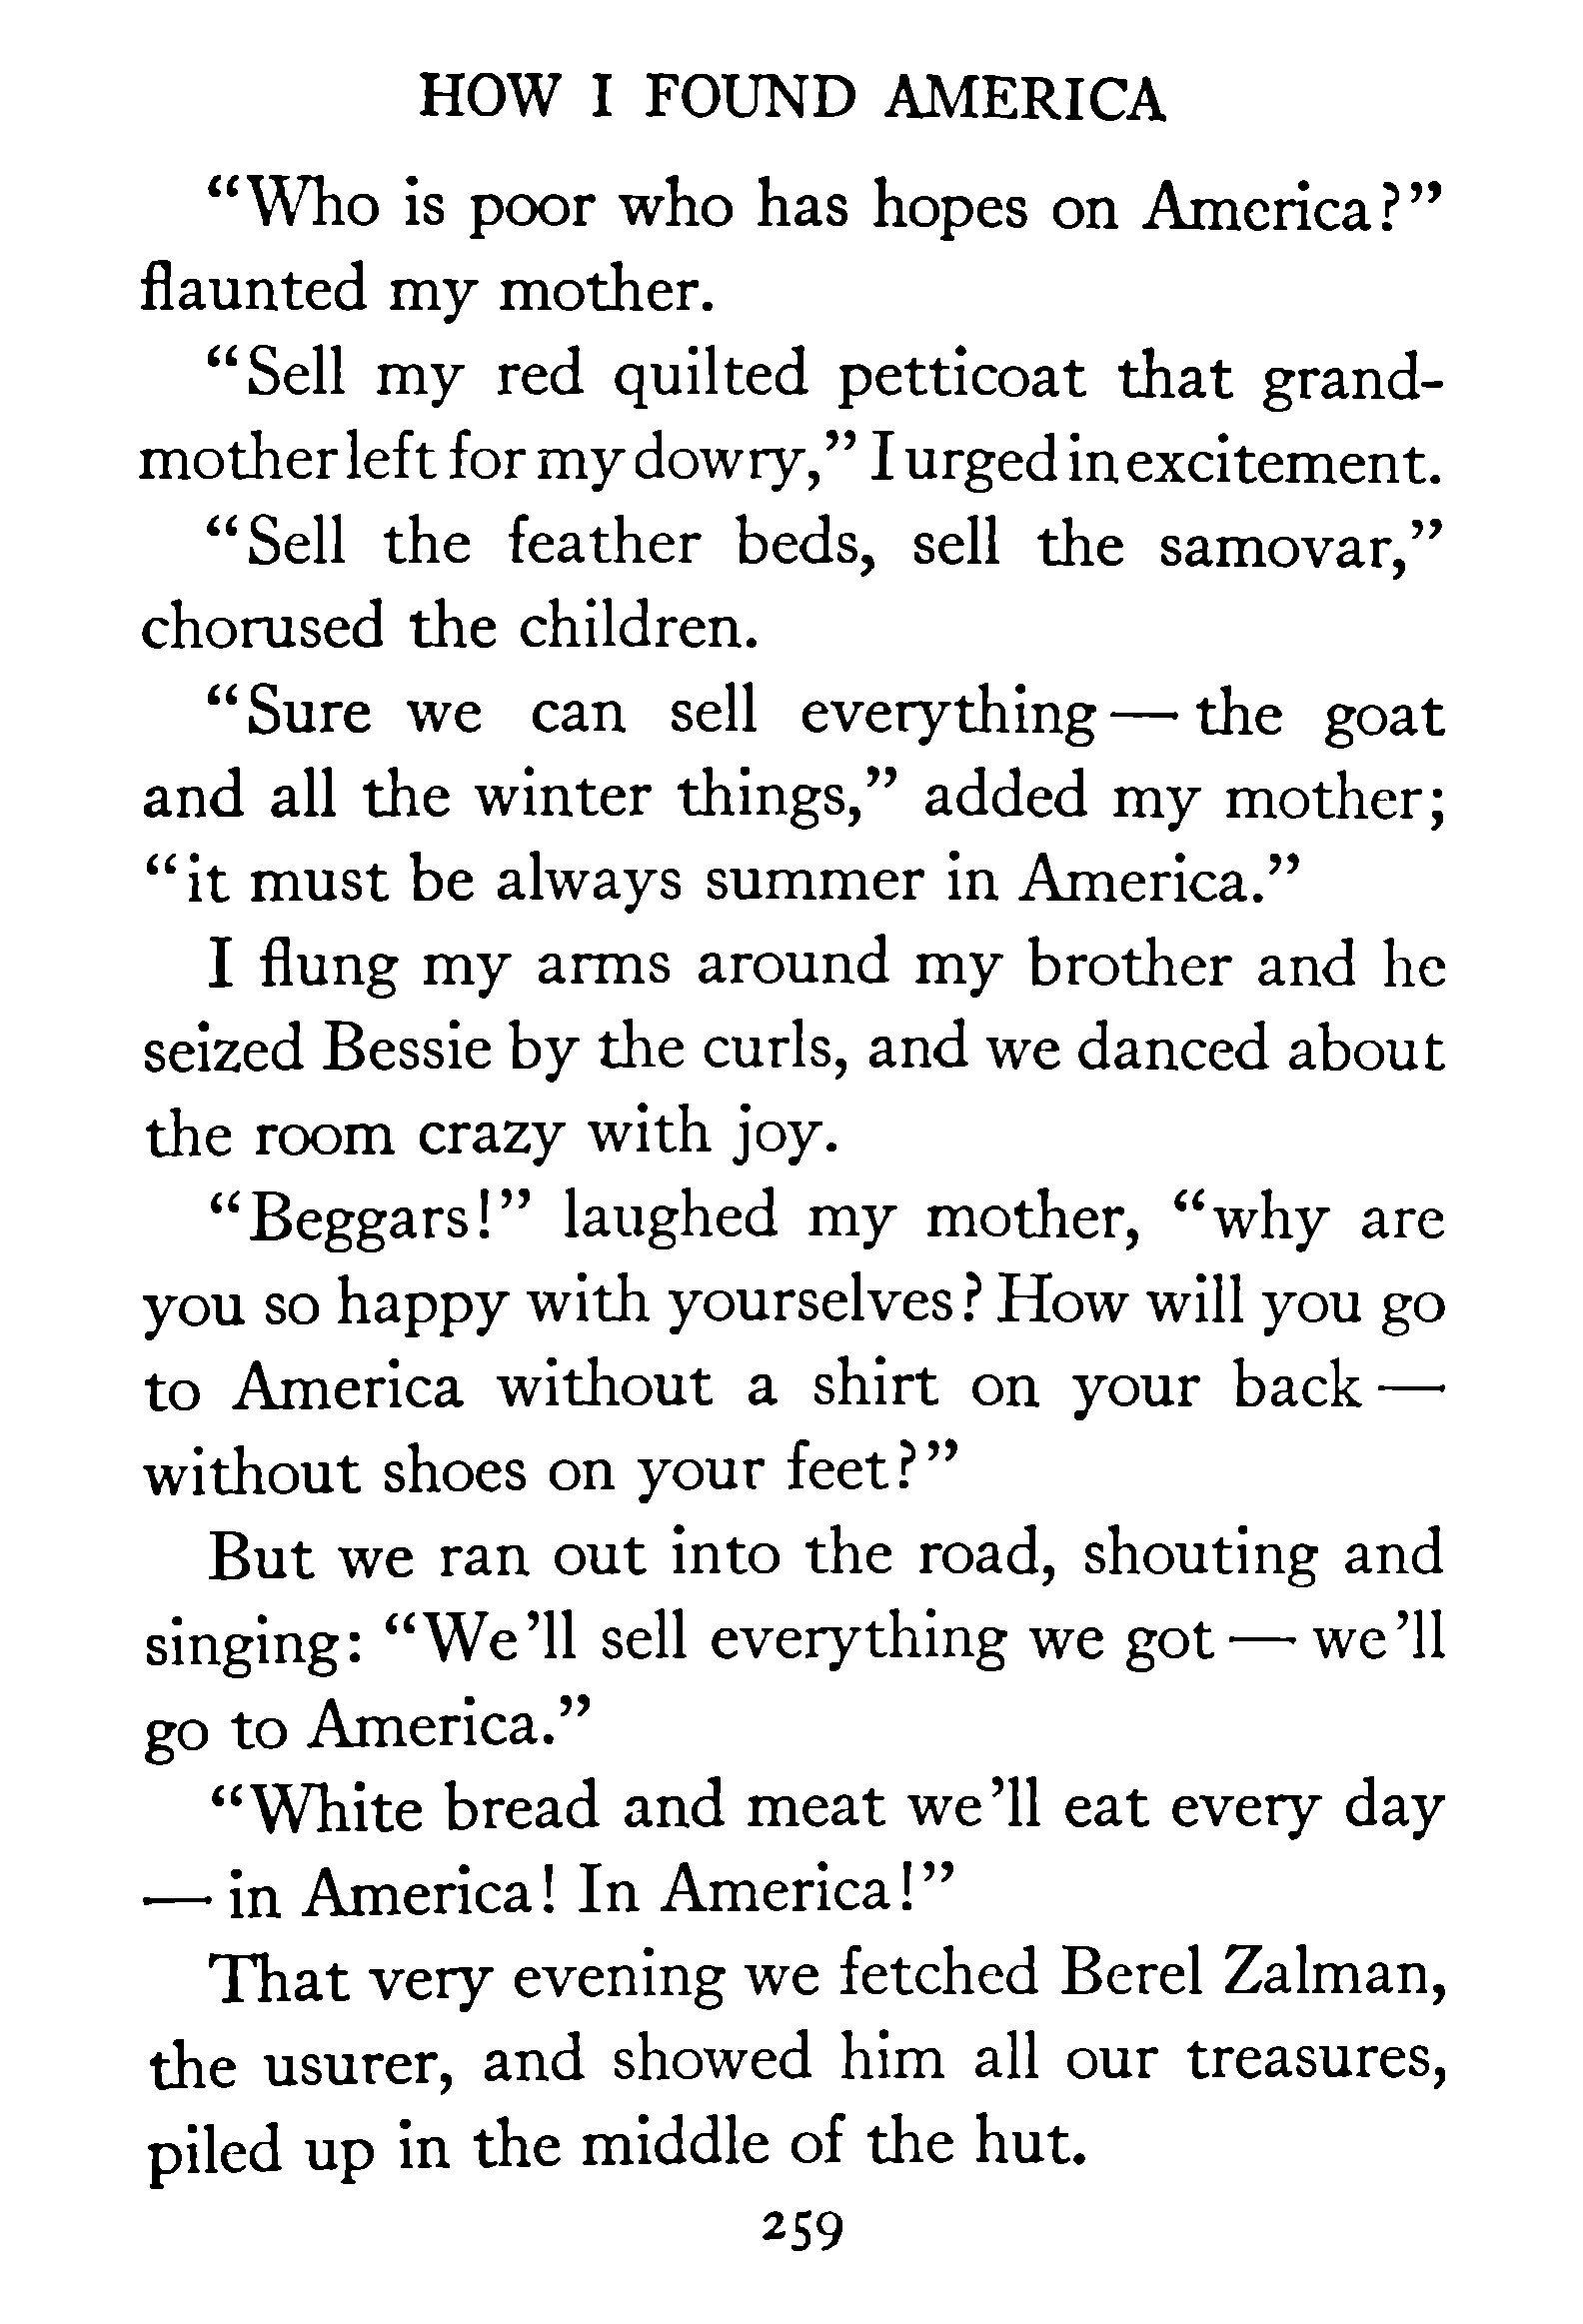 HOW I FOUND AMERICA
“Who is poor who has hopes on America?”
flaunted my mother.
“Sell my red quilted petticoat that grand-
mother left for my dowry,” I urged in excitement.
“Sell the feather beds, sell the samovar,”
chorused the children.
“Sure we can sell everything — the goat
and all the winter things,” added my mother;
“it must be always summer in America.”
I flung my arms around my brother and he
seized Bessie by the curls, and we danced about
the room crazy with joy.
“Beggars!” laughed my mother, “why are
you so happy with yourselves? How will you go
to America without a shirt on your back —
without shoes on your feet?”
But we ran out into the road, shouting and
singing: “We’ll sell everything we got — we’ll
go to America.”
“White bread and meat we’ll eat every day
— in America! In America!”
That very evening we fetched Berel Zalman,
the usurer, and showed him all our treasures,
piled up in the middle of the hut.
259